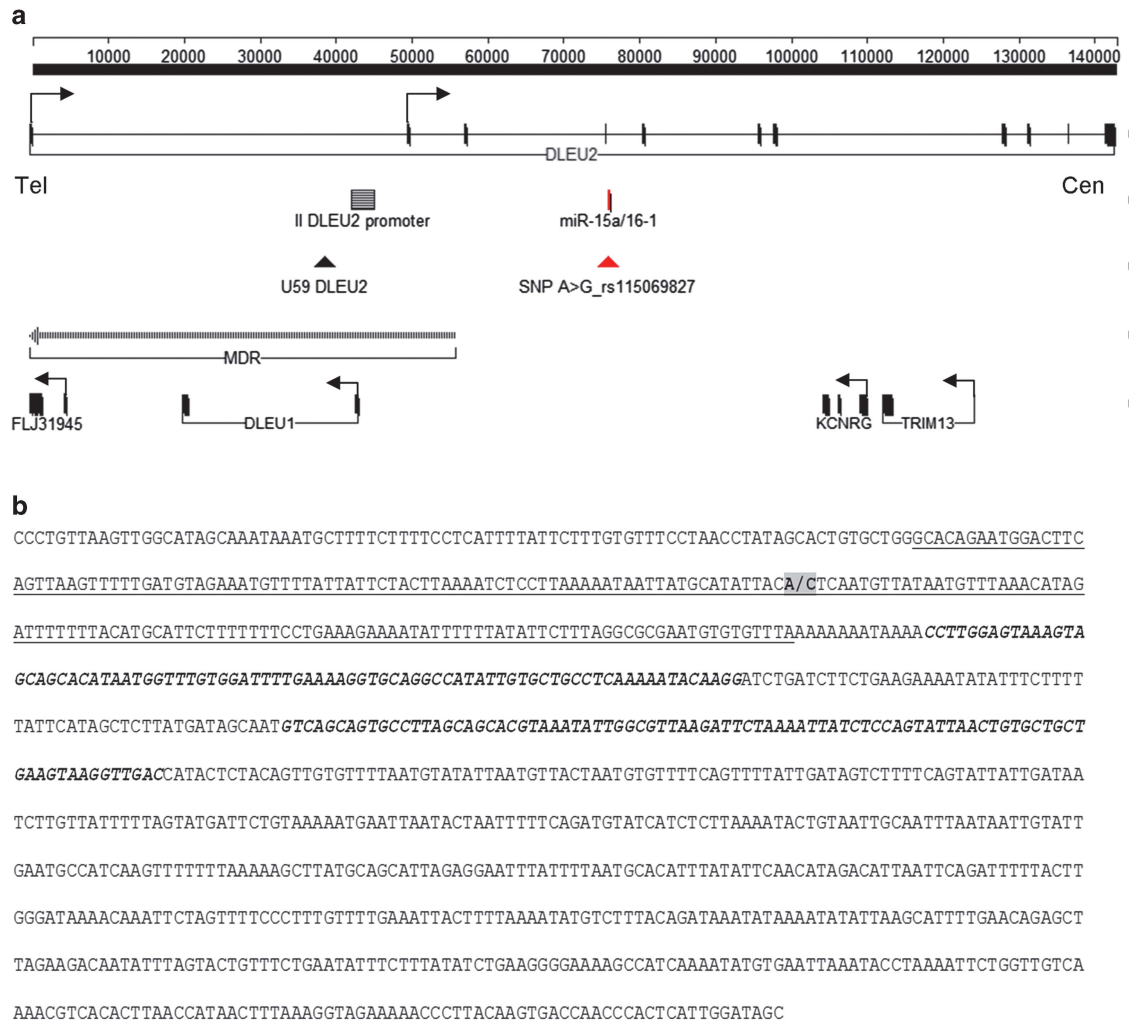 a
10000 20000 30000 40000 50000 60000 70000 80000 90000 100000 110000 120000 130000 140000
DLEU2
Tel Cen
II DLEU2 promoter miR-15a/16-1
U59 DLEU2 SNP A>G_rs115069827
MDR
FLJ31945 DLEU1 KCNRG TRIM13
b
CCCTGTTAAGTTGGCATAGCAAATAAATGCTTTTCTTTTCCTCATTTTATTCTTTGTGTTTCCTAACCTATAGCACTGTGCTGGGCACAGAATGGACTTC
AGTTAAGTTTTTGATGTAGAAATGTTTTATTATTCTACTTAAAATCTCCTTAAAAATAATTATGCATATTACA/CTCAATGTTATAATGTTTAAACATAG
ATTTTTTTACATGCATTCTTTTTTTCCTGAAAGAAAATATTTTTTATATTCTTTAGGCGCGAATGTGTGTTTAAAAAAAATAAAACCTTGGAGTAAAGTA
GCAGCACATAATGGTTTGTGGATTTTGAAAAGGTGCAGGCCATATTGTGCTGCCTCAAAAATACAAGGATCTGATCTTCTGAAGAAAATATATTTCTTTT
TATTCATAGCTCTTATGATAGCAATGTCAGCAGTGCCTTAGCAGCACGTAAATATTGGCGTTAAGATTCTAAAATTATCTCCAGTATTAACTGTGCTGCT
GAAGTAAGGTTGACCATACTCTACAGTTGTGTTTTAATGTATATTAATGTTACTAATGTGTTTTCAGTTTTATTGATAGTCTTTTCAGTATTATTGATAA
TCTTGTTATTTTTAGTATGATTCTGTAAAAATGAATTAATACTAATTTTTCAGATGTATCATCTCTTAAAATACTGTAATTGCAATTTAATAATTGTATT
GAATGCCATCAAGTTTTTTTAAAAAGCTTATGCAGCATTAGAGGAATTTATTTTAATGCACATTTATATTCAACATAGACATTAATTCAGATTTTTACTT
GGGATAAAACAAATTCTAGTTTTCCCTTTGTTTTGAAATTACTTTTAAAATATGTCTTTACAGATAAATATAAAATATATTAAGCATTTTGAACAGAGCT
TAGAAGACAATATTTAGTACTGTTTCTGAATATTTCTTTATATCTGAAGGGGAAAAGCCATCAAAATATGTGAATTAAATACCTAAAATTCTGGTTGTCA
AAACGTCACACTTAACCATAACTTTAAAGGTAGAAAAACCCTTACAAGTGACCAACCCACTCATTGGATAGC